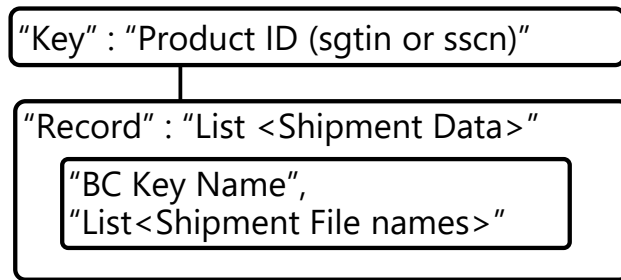 “Key” : “Product ID (sgtin or sscn)”
“Record” : “List <Shipment Data>”
“BC Key Name”,
“List<Shipment File names>”